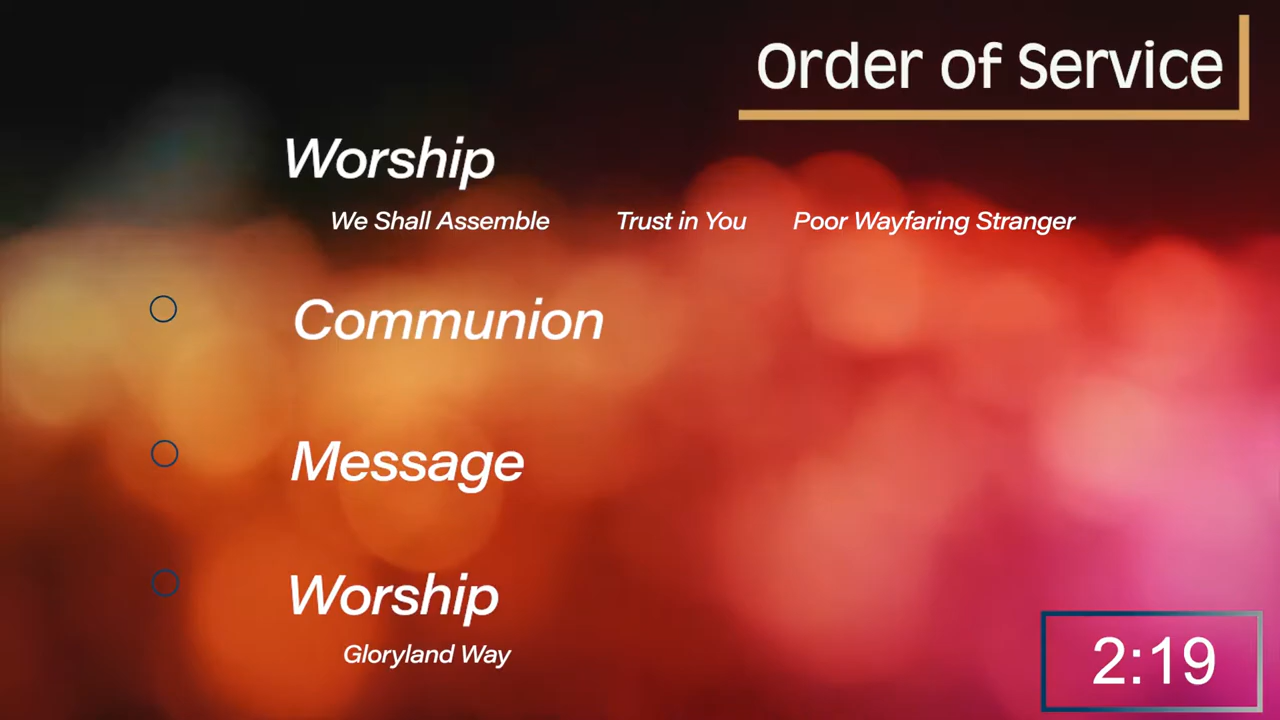 Order of Service
Worship
We Shall Assemble Trust in You Poor Wayfaring Stranger
Communion
Message
Worship
Gloryland Way
2:19